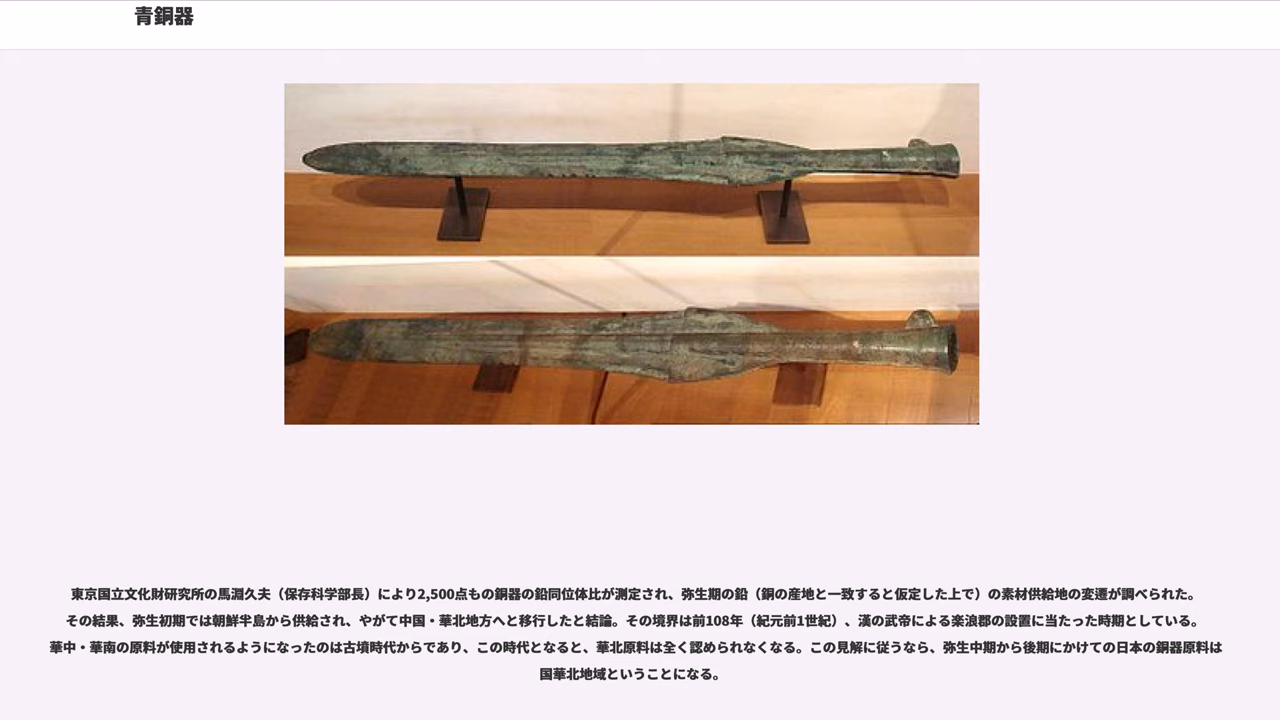 青銅器
東京国立文化財研究所の馬淵久夫（保存科学部長）により2,500点もの銅器の鉛同位体比が測定され、弥生期の鉛（銅の産地と一致すると仮定した上で）の素材供給地の変遷が調べられた。
その結果、弥生初期では朝鮮半島から供給され、やがて中国・華北地方へと移行したと結論。その境界は前108年（紀元前1世紀）、漢の武帝による楽浪郡の設置に当たった時期としている。
華中・華南の原料が使用されるようになったのは古墳時代からであり、この時代となると、華北原料は全く認められなくなる。この見解に従うなら、弥生中期から後期にかけての日本の銅器原料は
国華北地域ということになる。